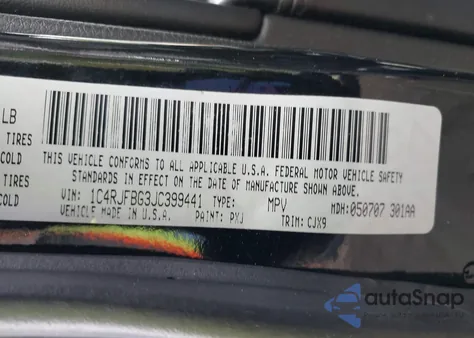 LB
TIRES
COLD
TIRES
COLD
THIS VEHICLE CONFORMS TO ALL APPLICABLE U.S.A. FEDERAL MOTOR VEHICLE SAFETY
STANDARDS IN EFFECT ON THE DATE OF MANUFACTURE SHOWN ABOVE.
VIN: 1C4RJFBG3JC399441 TYPE: MPV MDH:050707 301AA
VEHICLE MADE IN U.S.A. PAINT: PXJ TRIM: CJX9
autoSnap